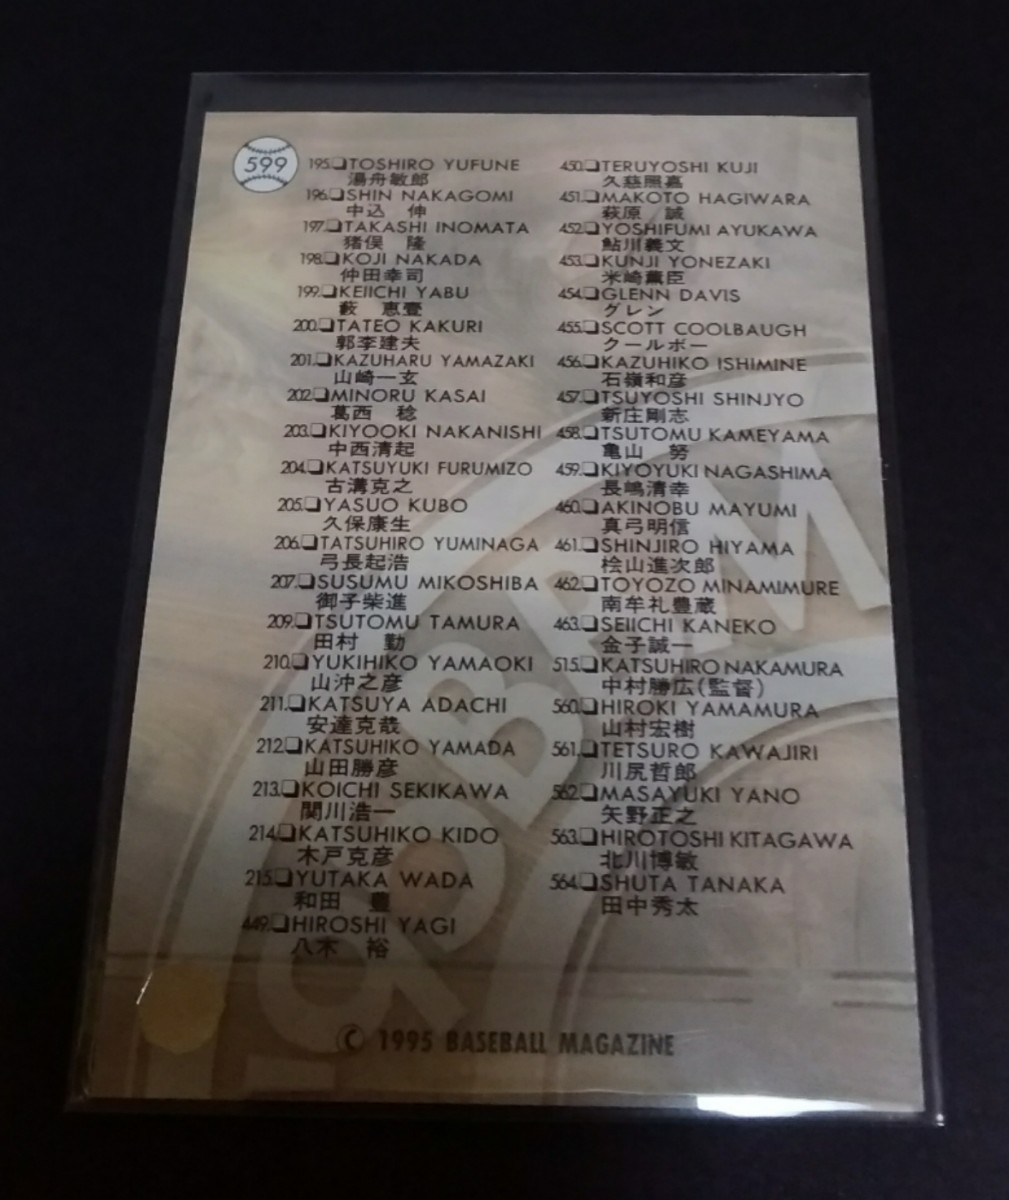 599
195.❏TOSHIRO YUFUNE
湯舟敏郎
196.❏SHIN NAKAGOMI
中込 伸
197.❏TAKASHI INOMATA
猪俣 隆
198.❏KOJI NAKADA
仲田幸司
199.❏KEIICHI YABU
藪 恵壹
200.❏TATEO KAKURI
郭李建夫
201.❏KAZUHARU YAMAZAKI
山崎一玄
202.❏MINORU KASAI
葛西 稔
203.❏KIYOOKI NAKANISHI
中西清起
204.❏KATSUYUKI FURUMIZO
古溝克之
205.❏YASUO KUBO
久保康生
206.❏TATSUHIRO YUMINAGA
弓長起浩
207.❏SUSUMU MIKOSHIBA
御子柴進
209.❏TSUTOMU TAMURA
田村 勤
210.❏YUKIHIKO YAMAOKI
山沖之彦
211.❏KATSUYA ADACHI
安達克哉
212.❏KATSUHIKO YAMADA
山田勝彦
213.❏KOICHI SEKIKAWA
関川浩一
214.❏KATSUHIKO KIDO
木戸克彦
215.❏YUTAKA WADA
和田 豊
449.❏HIROSHI YAGI
八木 裕
450.❏TERUYOSHI KUJI
久慈照嘉
451.❏MAKOTO HAGIWARA
萩原 誠
452.❏YOSHIFUMI AYUKAWA
鮎川義文
453.❏KUNJI YONEZAKI
米崎薫臣
454.❏GLENN DAVIS
グレン
455.❏SCOTT COOLBAUGH
クールボー
456.❏KAZUHIKO ISHIMINE
石嶺和彦
457.❏TSUYOSHI SHINJYO
新庄剛志
458.❏TSUTOMU KAMEYAMA
亀山 努
459.❏KIYOYUKI NAGASHIMA
長嶋清幸
460.❏AKINOBU MAYUMI
真弓明信
461.❏SHINJIRO HIYAMA
桧山進次郎
462.❏TOYOZO MINAMIMURE
南牟礼豊蔵
463.❏SEIICHI KANEKO
金子誠一
515.❏KATSUHIRO NAKAMURA
中村勝広(監督)
560.❏HIROKI YAMAMURA
山村宏樹
561.❏TETSURO KAWAJIRI
川尻哲郎
562.❏MASAYUKI YANO
矢野正之
563.❏HIROTOSHI KITAGAWA
北川博敏
564.❏SHUTA TANAKA
田中秀太
BBM
© 1995 BASEBALL MAGAZINE